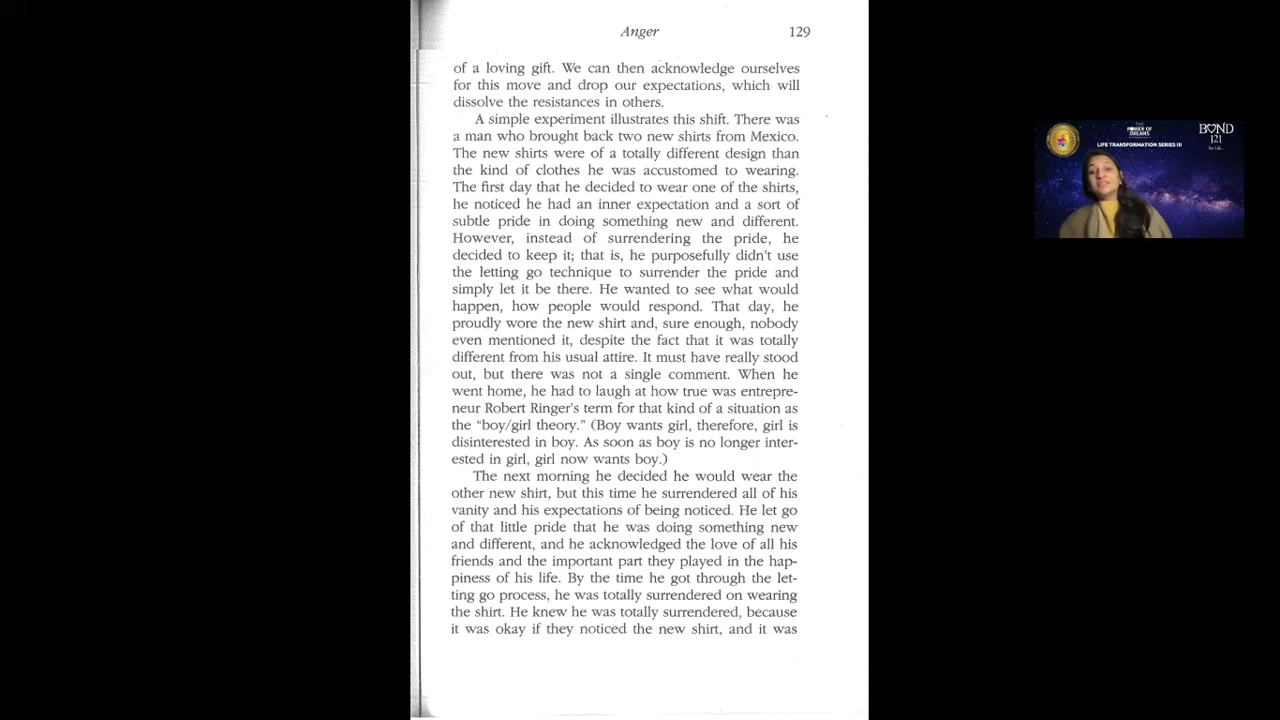 Anger
129
of a loving gift. We can then acknowledge ourselves
for this move and drop our expectations, which will
dissolve the resistances in others.
A simple experiment illustrates this shift. There was
a man who brought back two new shirts from Mexico.
The new shirts were of a totally different design than
the kind of clothes he was accustomed to wearing.
The first day that he decided to wear one of the shirts,
he noticed he had an inner expectation and a sort of
subtle pride in doing something new and different.
However, instead of surrendering the pride, he
decided to keep it; that is, he purposefully didn't use
the letting go technique to surrender the pride and
simply let it be there. He wanted to see what would
happen, how people would respond. That day, he
proudly wore the new shirt and, sure enough, nobody
even mentioned it, despite the fact that it was totally
different from his usual attire. It must have really stood
out, but there was not a single comment. When he
went home, he had to laugh at how true was entrepre-
neur Robert Ringer's term for that kind of a situation as
the "boy/girl theory." (Boy wants girl, therefore, girl is
disinterested in boy. As soon as boy is no longer inter-
ested in girl, girl now wants boy.)
The next morning he decided he would wear the
other new shirt, but this time he surrendered all of his
vanity and his expectations of being noticed. He let go
of that little pride that he was doing something new
and different, and he acknowledged the love of all his
friends and the important part they played in the hap-
piness of his life. By the time he got through the let-
ting go process, he was totally surrendered on wearing
the shirt. He knew he was totally surrendered, because
it was okay if they noticed the new shirt, and it was
THE
POWER OF
DREAMS
LIFE TRANSFORMATION SERIES III
BOND
121